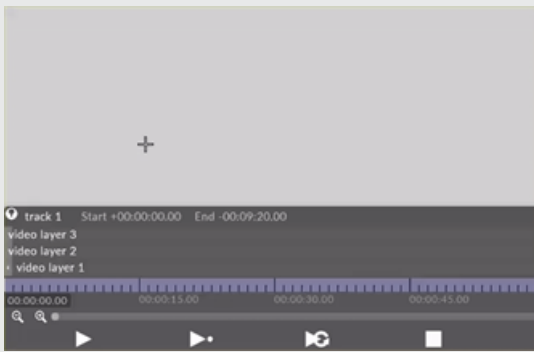 track 1 Start +00:00:00.00 End -00:09:20.00
video layer 3
video layer 2
video layer 1
00:00:00.00 00:00:15.00 00:00:30.00 00:00:45.00